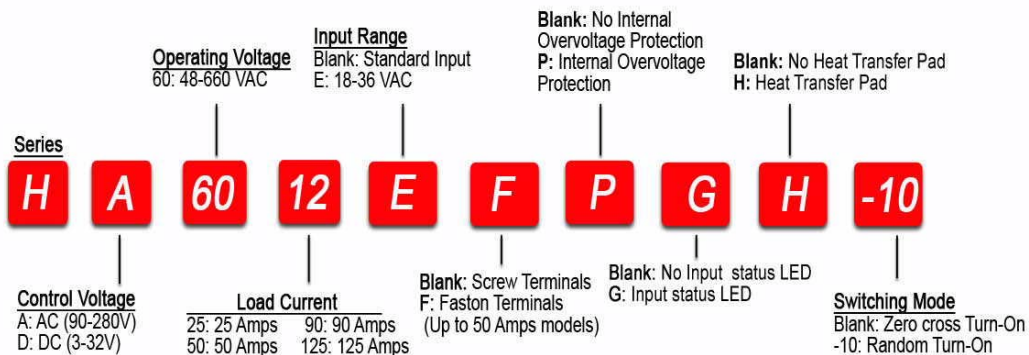 Operating Voltage
60: 48-660 VAC
Input Range
Blank: Standard Input
E: 18-36 VAC
Blank: No Internal
Overvoltage Protection
P: Internal Overvoltage
Protection
Blank: No Heat Transfer Pad
H: Heat Transfer Pad
Series
H A 60 12 E F P G H -10
Control Voltage
A: AC (90-280V)
D: DC (3-32V)
Load Current
25: 25 Amps 90: 90 Amps
50: 50 Amps 125: 125 Amps
Blank: Screw Terminals
F: Faston Terminals
(Up to 50 Amps models)
Blank: No Input status LED
G: Input status LED
Switching Mode
Blank: Zero cross Turn-On
-10: Random Turn-On